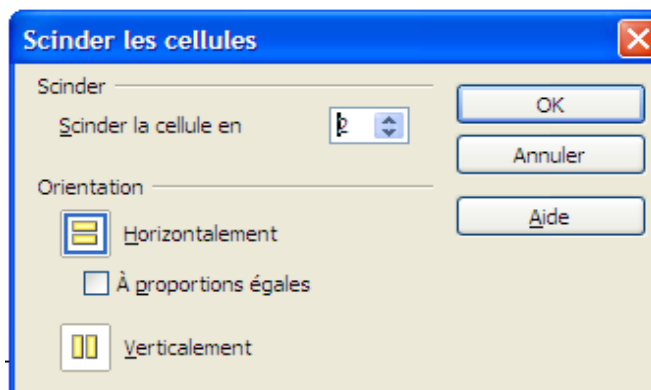 Scinder les cellules
Scinder
Scinder la cellule en 2
OK
Annuler
Aide
Orientation
Horizontalement
À proportions égales
Verticalement